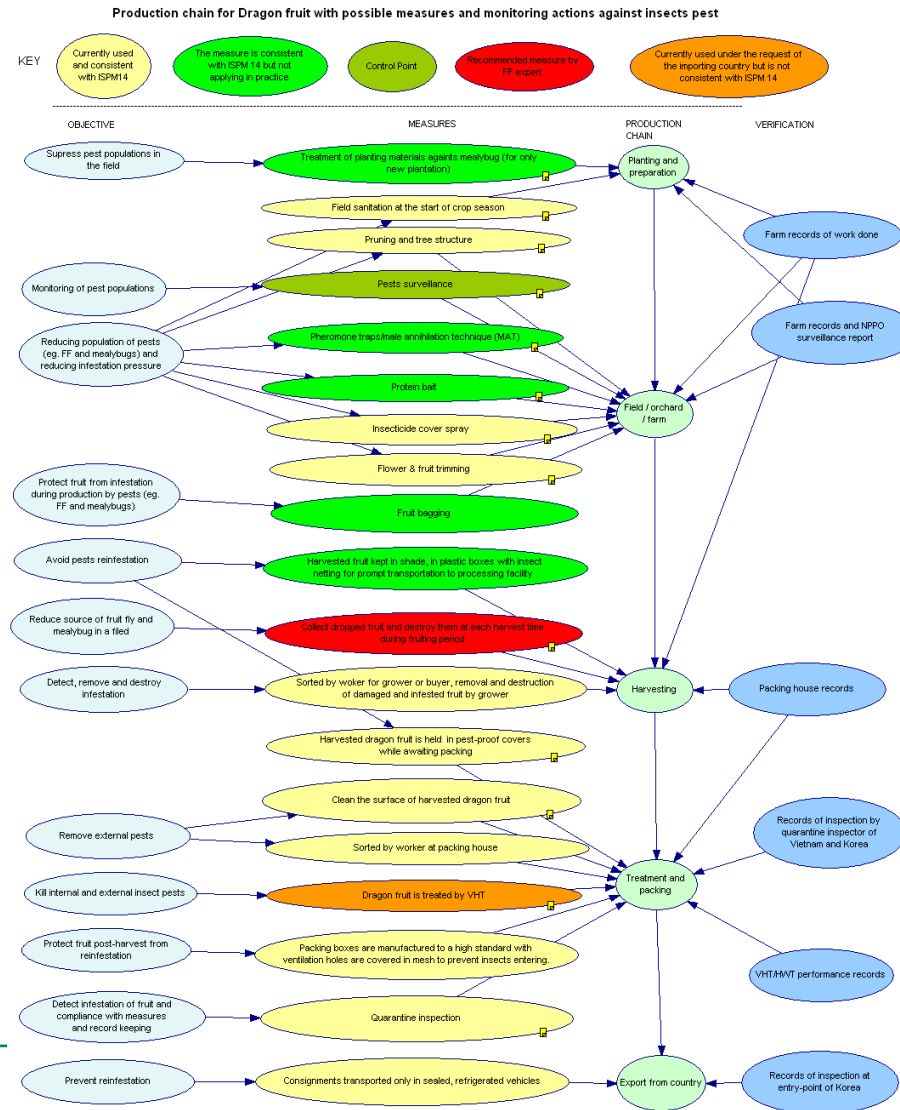 Production chain for Dragon fruit with possible measures and monitoring actions against insects pest
KEY
Currently used
and consistent
with ISPM14
The measure is consistent
with ISPM 14 but not
applying in practice
Control Point
Recommended measure by
FF expert
Currently used under the request of
the importing country but is not
consistent with ISPM 14
OBJECTIVE
MEASURES
PRODUCTION
CHAIN
VERIFICATION
Supress pest populations in
the field
Treatment of planting materials againts mealybug (for only
new plantation)
Planting and
preparation
Field sanitation at the start of crop season
Pruning and tree structure
Farm records of work done
Monitoring of pest populations
Pests surveillance
Farm records and NPPO
surveillance report
Reducing population of pests
(eg. FF and mealybugs) and
reducing infestation pressure
Pheromone traps/male annihilation technique (MAT)
Protein bait
Field / orchard
/ farm
Insecticide cover spray
Flower & fruit trimming
Protect fruit from infestation
during production by pests (eg.
FF and mealybugs)
Fruit bagging
Avoid pests reinfestation
Harvested fruit kept in shade, in plastic boxes with insect
netting for prompt transportation to processing facility
Reduce source of fruit fly and
mealybug in a filed
Collect dropped fruit and destroy them at each harvest time
during fruiting period
Detect, remove and destroy
infestation
Sorted by woker for grower or buyer, removal and destruction
of damaged and infested fruit by grower
Harvesting
Packing house records
Harvested dragon fruit is held in pest-proof covers
while awaiting packing
Clean the surface of harvested dragon fruit
Remove external pests
Sorted by worker at packing house
Records of inspection by
quarantine inspector of
Vietnam and Korea
Treatment and
packing
Kill internal and external insect pests
Dragon fruit is treated by VHT
Protect fruit post-harvest from
reinfestation
Packing boxes are manufactured to a high standard with
ventilation holes are covered in mesh to prevent insects entering.
VHT/HWT performance records
Detect infestation of fruit and
compliance with measures
and record keeping
Quarantine inspection
Prevent reinfestation
Consignments transported only in sealed, refrigerated vehicles
Export from country
Records of inspection at
entry-point of Korea